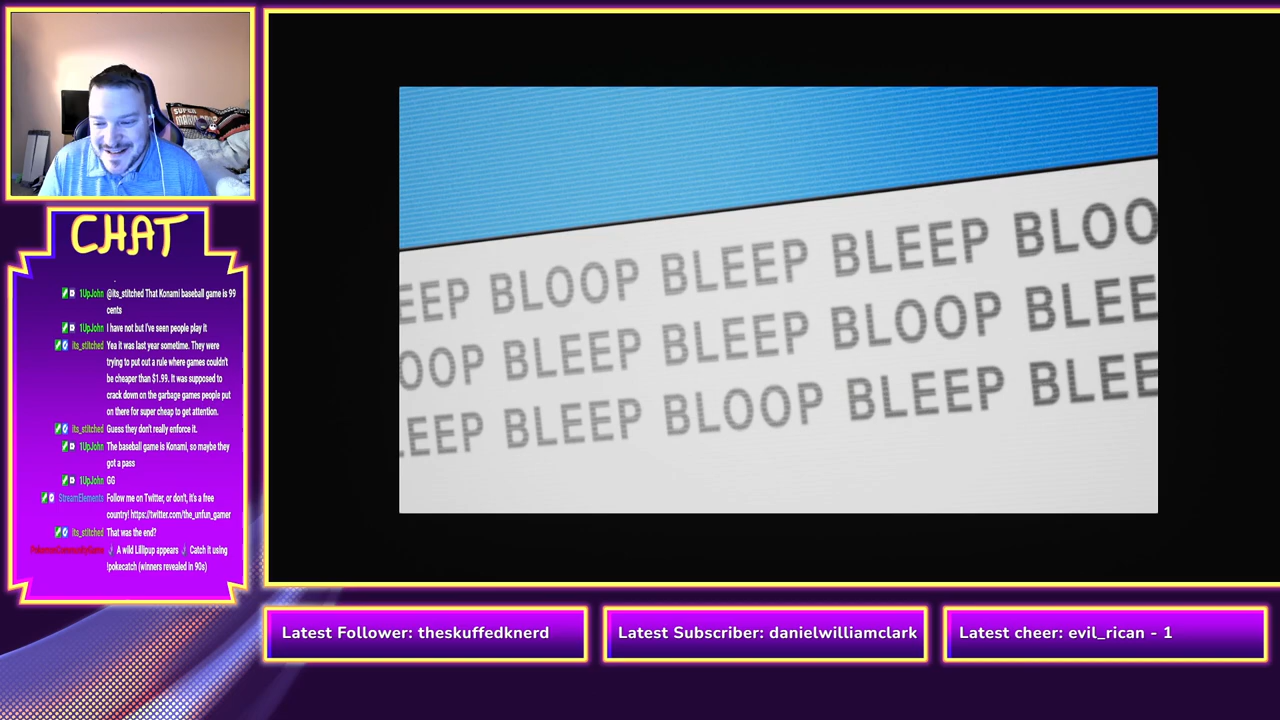 SUPER
MARIO
CHAT
1UpJohn @its_stitched That Konami baseball game is 99
cents
1UpJohn I have not but I've seen people play it
its_stitched Yea it was last year sometime. They were
trying to put out a rule where games couldn't
be cheaper than $1.99. It was supposed to
crack down on the garbage games people put
on there for super cheap to get attention.
its_stitched Guess they don't really enforce it.
1UpJohn The baseball game is Konami, so maybe they
got a pass
1UpJohn GG
StreamElements Follow me on Twitter, or don't, it's a free
country! https://twitter.com/the_unfun_gamer
its_stitched That was the end?
PokemonCommunityGame A wild Lillipup appears Catch it using
!pokecatch (winners revealed in 90s)
EEP BLOOP BLEEP BLEEP BLOO
OOP BLEEP BLEEP BLOOP BLEE
LEEP BLEEP BLOOP BLEEP BLEE
Latest Follower: theskuffedknerd
Latest Subscriber: danielwilliamclark
Latest cheer: evil_rican - 1